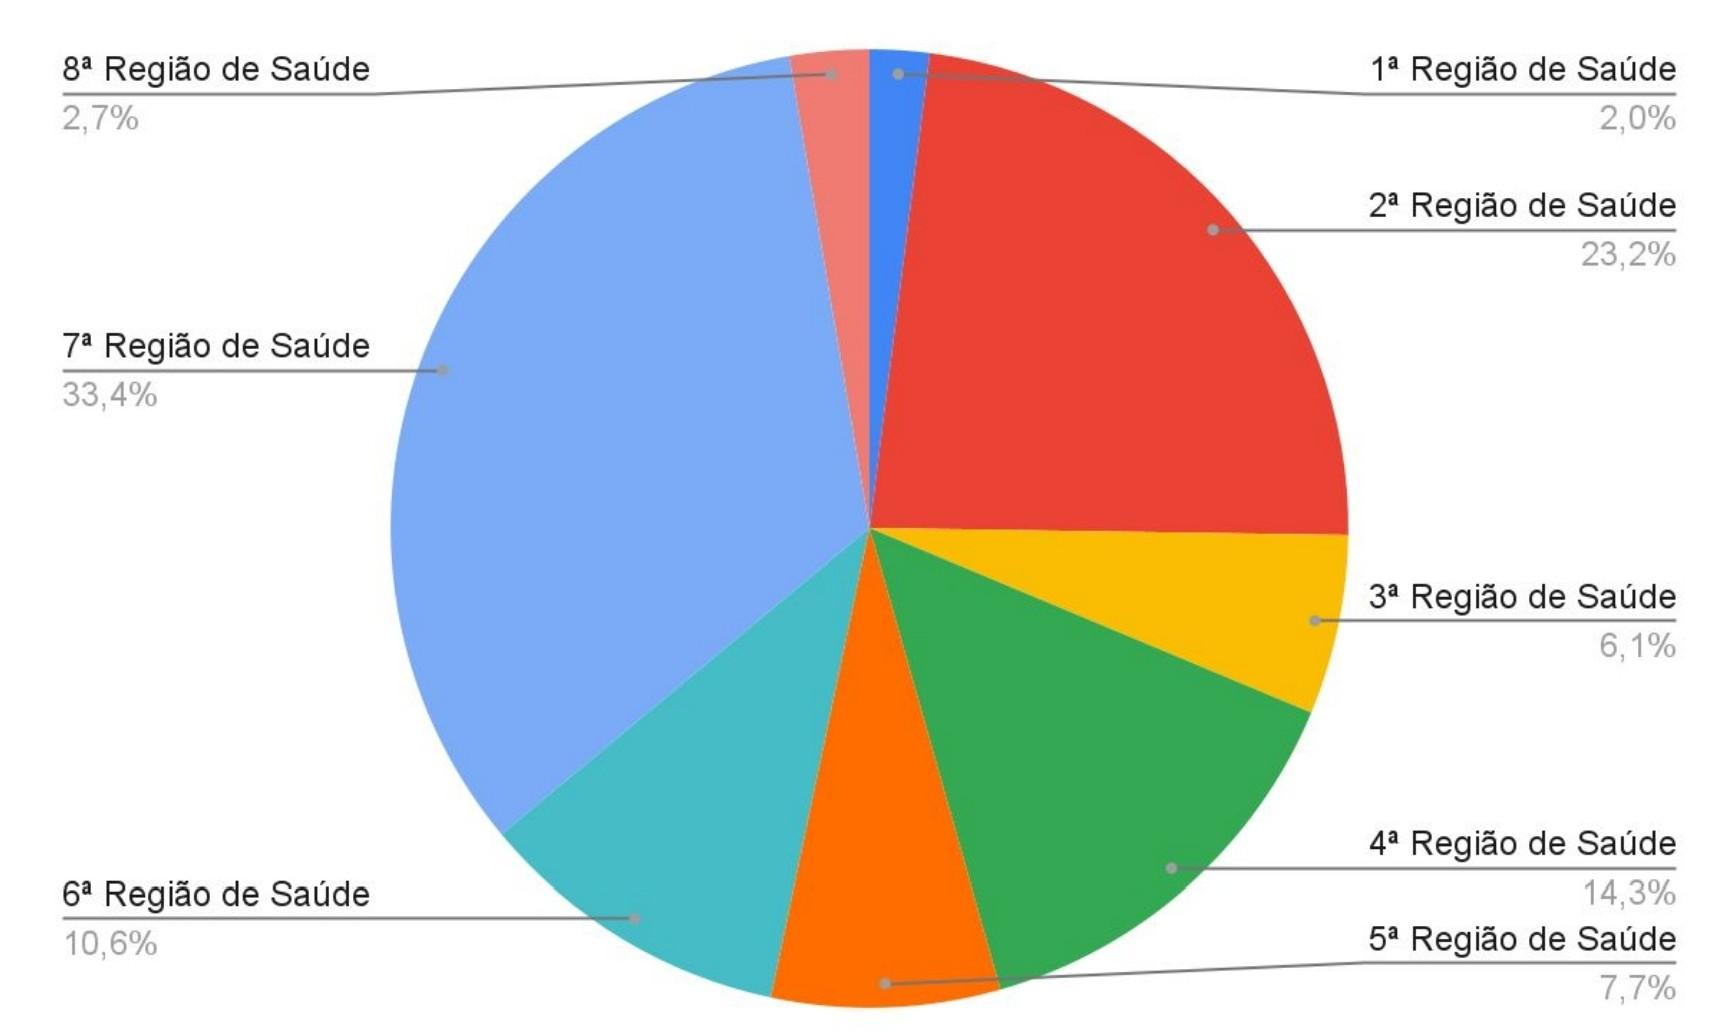 8ª Região de Saúde
2,7%
7ª Região de Saúde
33,4%
6ª Região de Saúde
10,6%
1ª Região de Saúde
2,0%
2ª Região de Saúde
23,2%
3ª Região de Saúde
6,1%
4ª Região de Saúde
14,3%
5ª Região de Saúde
7,7%